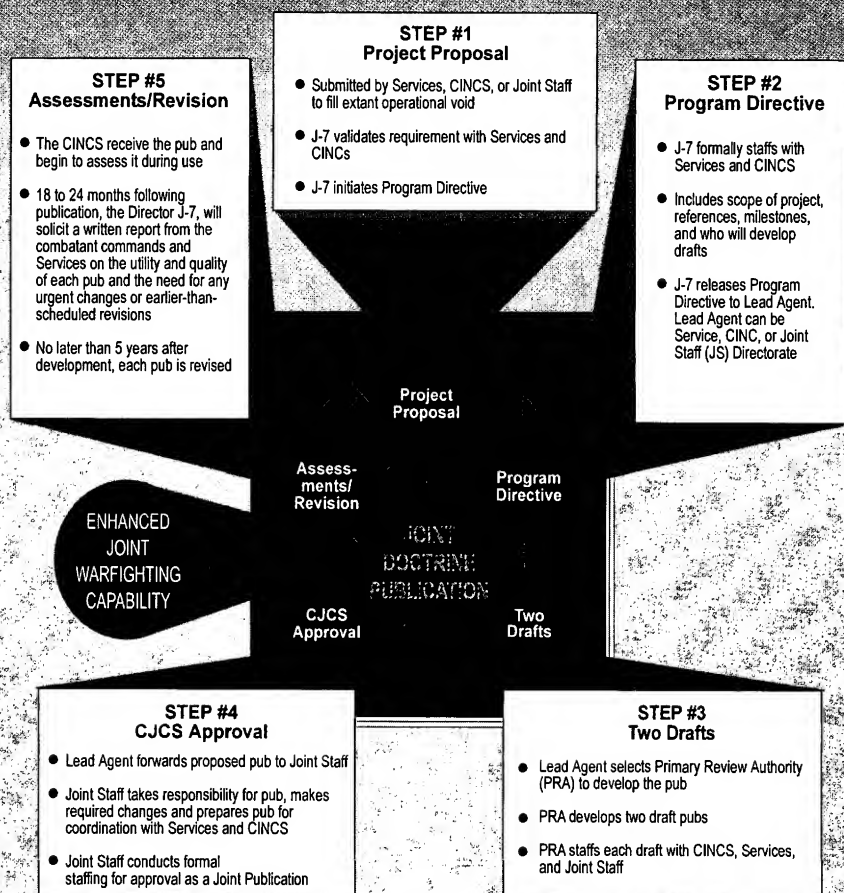 STEP #1
Project Proposal
● Submitted by Services, CINCS, or Joint Staff
to fill extant operational void
● J-7 validates requirement with Services and
CINCs
● J-7 initiates Program Directive
STEP #5
Assessments/Revision
● The CINCS receive the pub and
begin to assess it during use
● 18 to 24 months following
publication, the Director J-7, will
solicit a written report from the
combatant commands and
Services on the utility and quality
of each pub and the need for any
urgent changes or earlier-than-
scheduled revisions
● No later than 5 years after
development, each pub is revised
STEP #2
Program Directive
● J-7 formally staffs with
Services and CINCS
● Includes scope of project,
references, milestones,
and who will develop
drafts
● J-7 releases Program
Directive to Lead Agent.
Lead Agent can be
Service, CINC, or Joint
Staff (JS) Directorate
Project
Proposal
Assess-
ments/
Revision
Program
Directive
JOINT
DOCTRINE
PUBLICATION
CJCS
Approval
Two
Drafts
ENHANCED
JOINT
WARFIGHTING
CAPABILITY
STEP #4
CJCS Approval
● Lead Agent forwards proposed pub to Joint Staff
● Joint Staff takes responsibility for pub, makes
required changes and prepares pub for
coordination with Services and CINCS
● Joint Staff conducts formal
staffing for approval as a Joint Publication
STEP #3
Two Drafts
● Lead Agent selects Primary Review Authority
(PRA) to develop the pub
● PRA develops two draft pubs
● PRA staffs each draft with CINCS, Services,
and Joint Staff